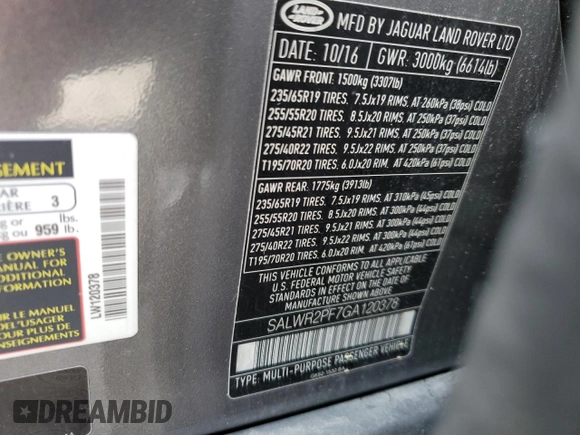 LAND ROVER
MFD BY JAGUAR LAND ROVER LTD
DATE: 10/16 GWR: 3000kg (6614lb)
GAWR FRONT: 1500kg (3307lb)
235/65R19 TIRES. 7.5Jx19 RIMS. AT 260kPa (38psi) COLD
255/55R20 TIRES. 8.5Jx20 RIMS. AT 250kPa (37psi) COLD
275/45R21 TIRES. 9.5Jx21 RIMS. AT 250kPa (37psi) COLD
275/40R22 TIRES. 9.5Jx22 RIMS. AT 250kPa (37psi) COLD
T195/70R20 TIRES. 6.0Jx20 RIM. AT 420kPa (61psi) COLD
GAWR REAR: 1775kg (3913lb)
235/65R19 TIRES. 7.5Jx19 RIMS. AT 310kPa (45psi) COLD
255/55R20 TIRES. 8.5Jx20 RIMS. AT 300kPa (44psi) COLD
275/45R21 TIRES. 9.5Jx21 RIMS. AT 300kPa (44psi) COLD
275/40R22 TIRES. 9.5Jx22 RIMS. AT 300kPa (44psi) COLD
T195/70R20 TIRES. 6.0Jx20 RIM. AT 420kPa (61psi) COLD
THIS VEHICLE CONFORMS TO ALL APPLICABLE
U.S. FEDERAL MOTOR VEHICLE SAFETY
STANDARDS IN EFFECT ON THE DATE OF
MANUFACTURE SHOWN ABOVE.
SALWR2PF7GA120378
TYPE: MULTI-PURPOSE PASSENGER VEHICLE
GEMENT
AR
RIÈRE 3
g or lbs.
g ou 959 lb.
E OWNER'S
MANUAL FOR
ADDITIONAL
FORMATION
R LE MANUEL
L'USAGER
UR PLUS DE
SEIGNEMENTS
LW120378
DREAMBID